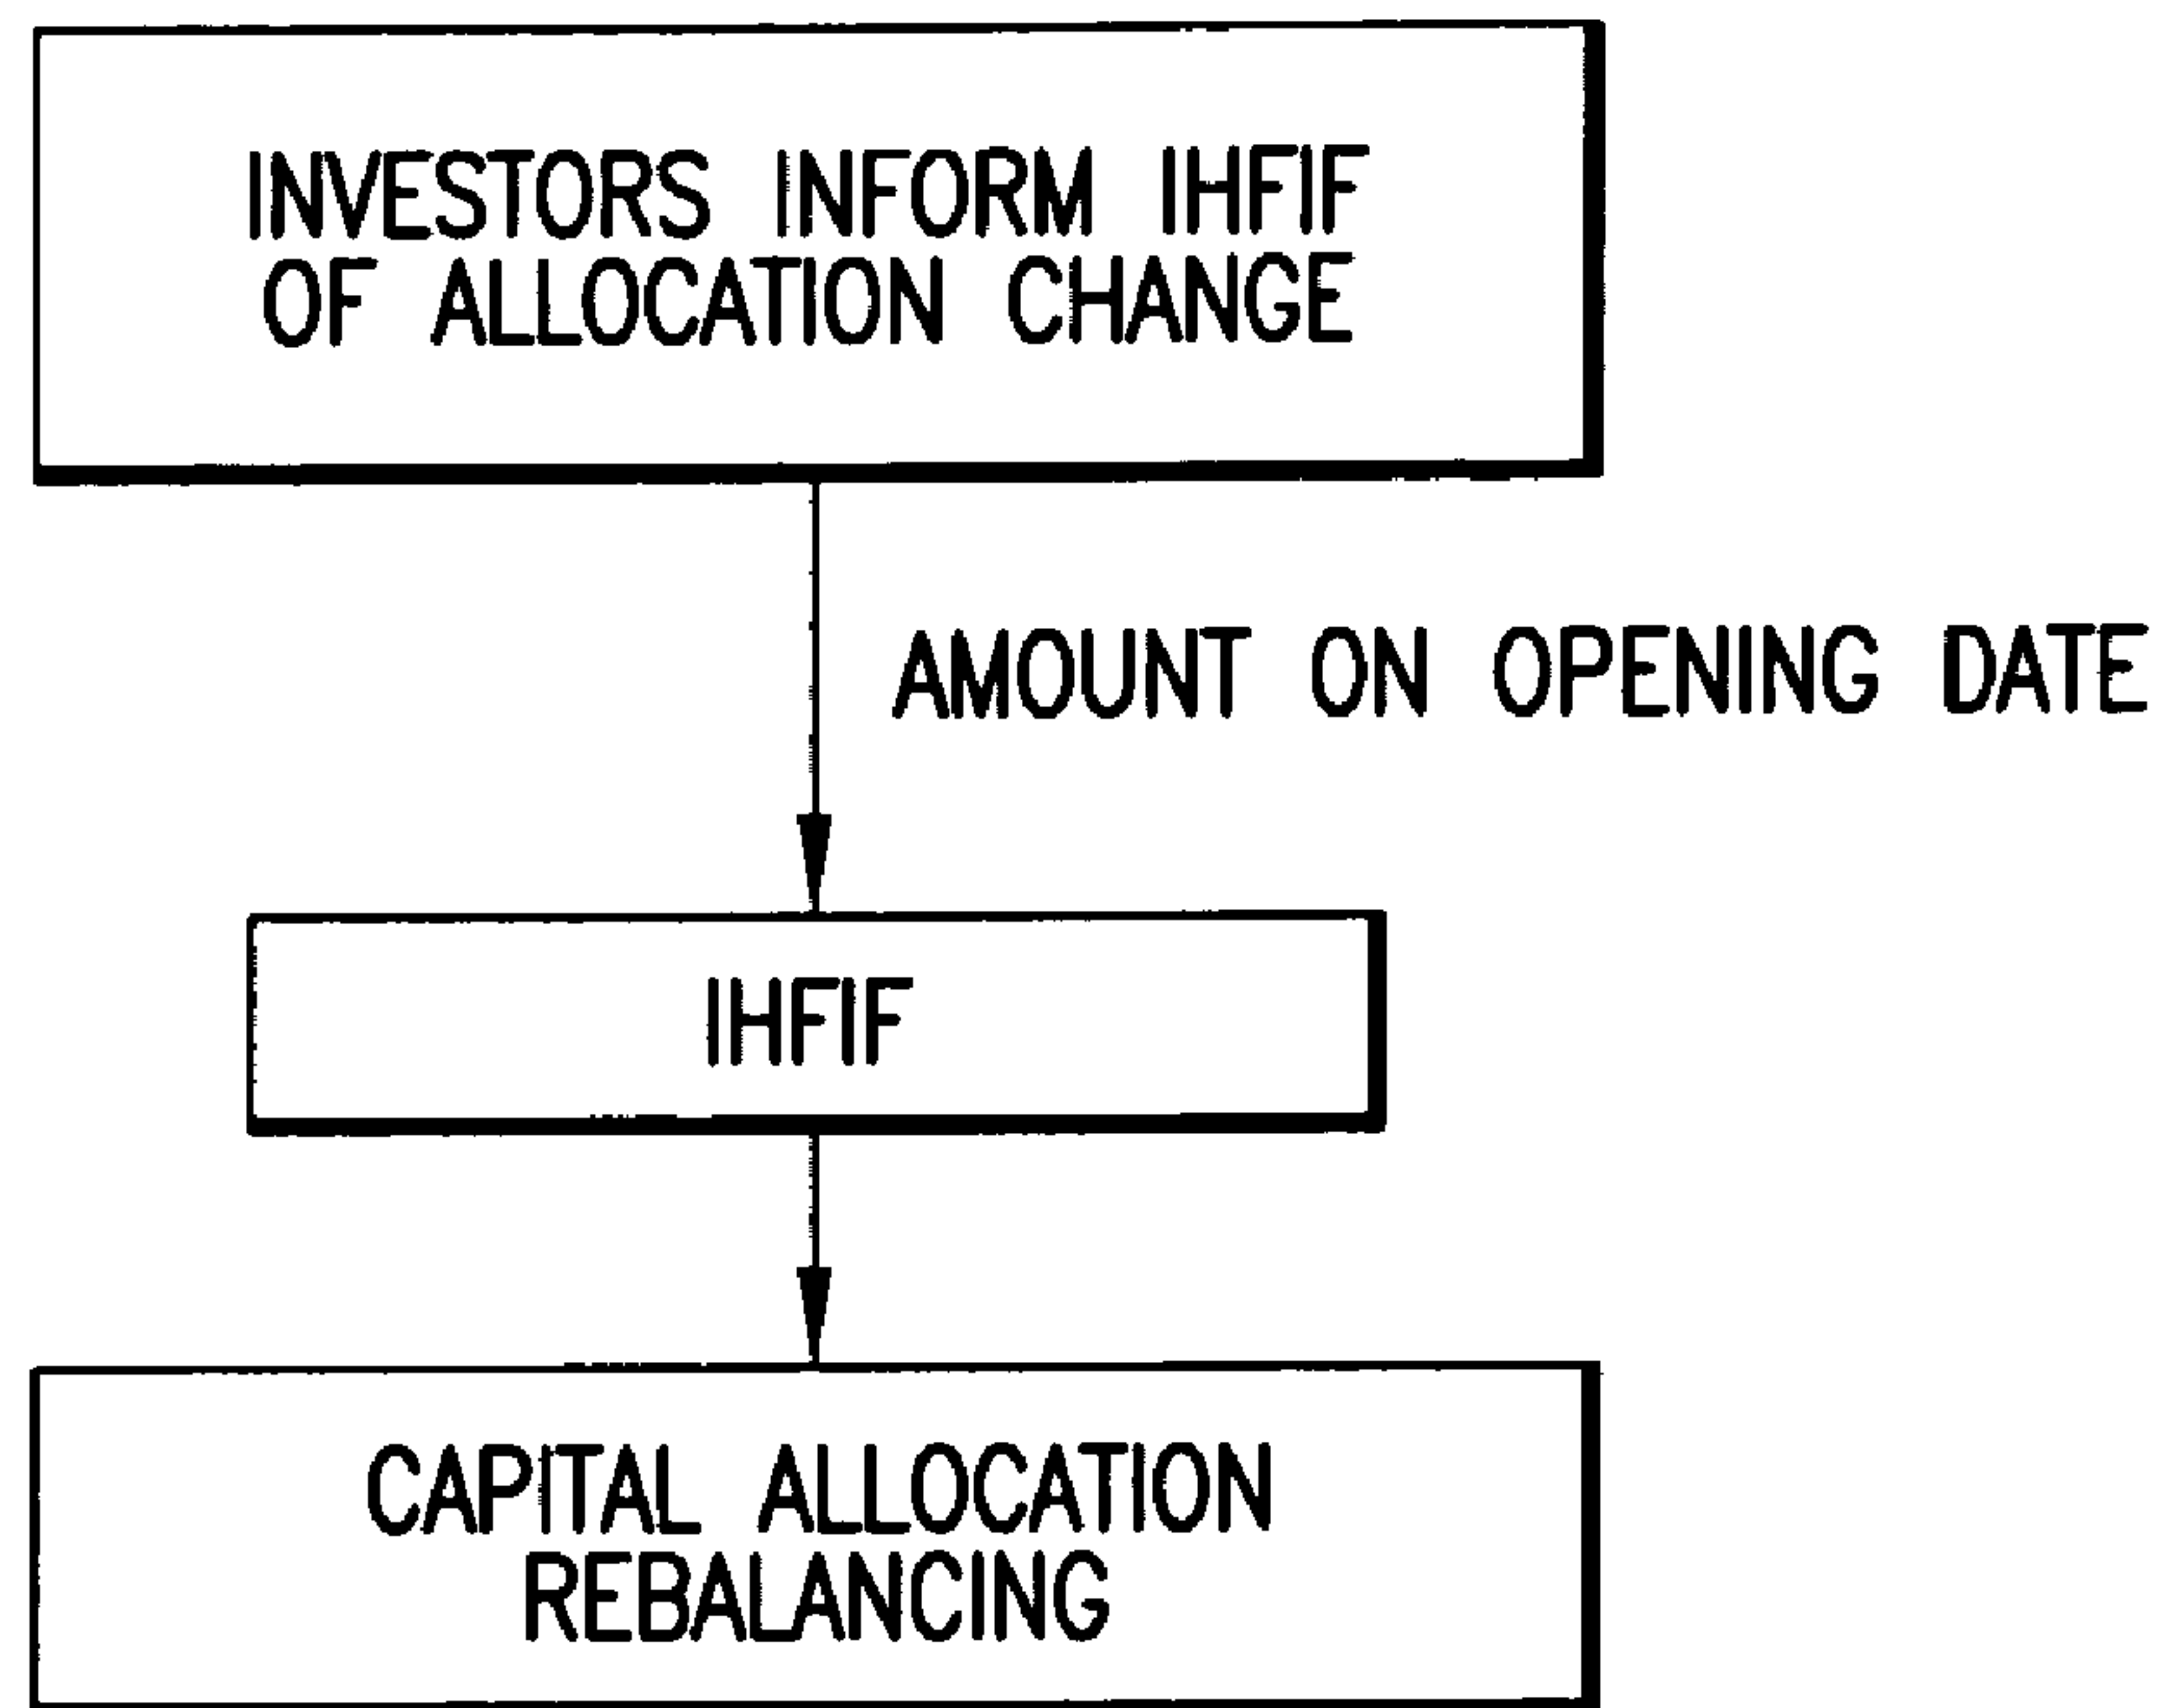 INVESTORS INFORM IHFIF
OF ALLOCATION CHANGE
AMOUNT ON OPENING DATE
IHFIF
CAPITAL ALLOCATION
REBALANCING